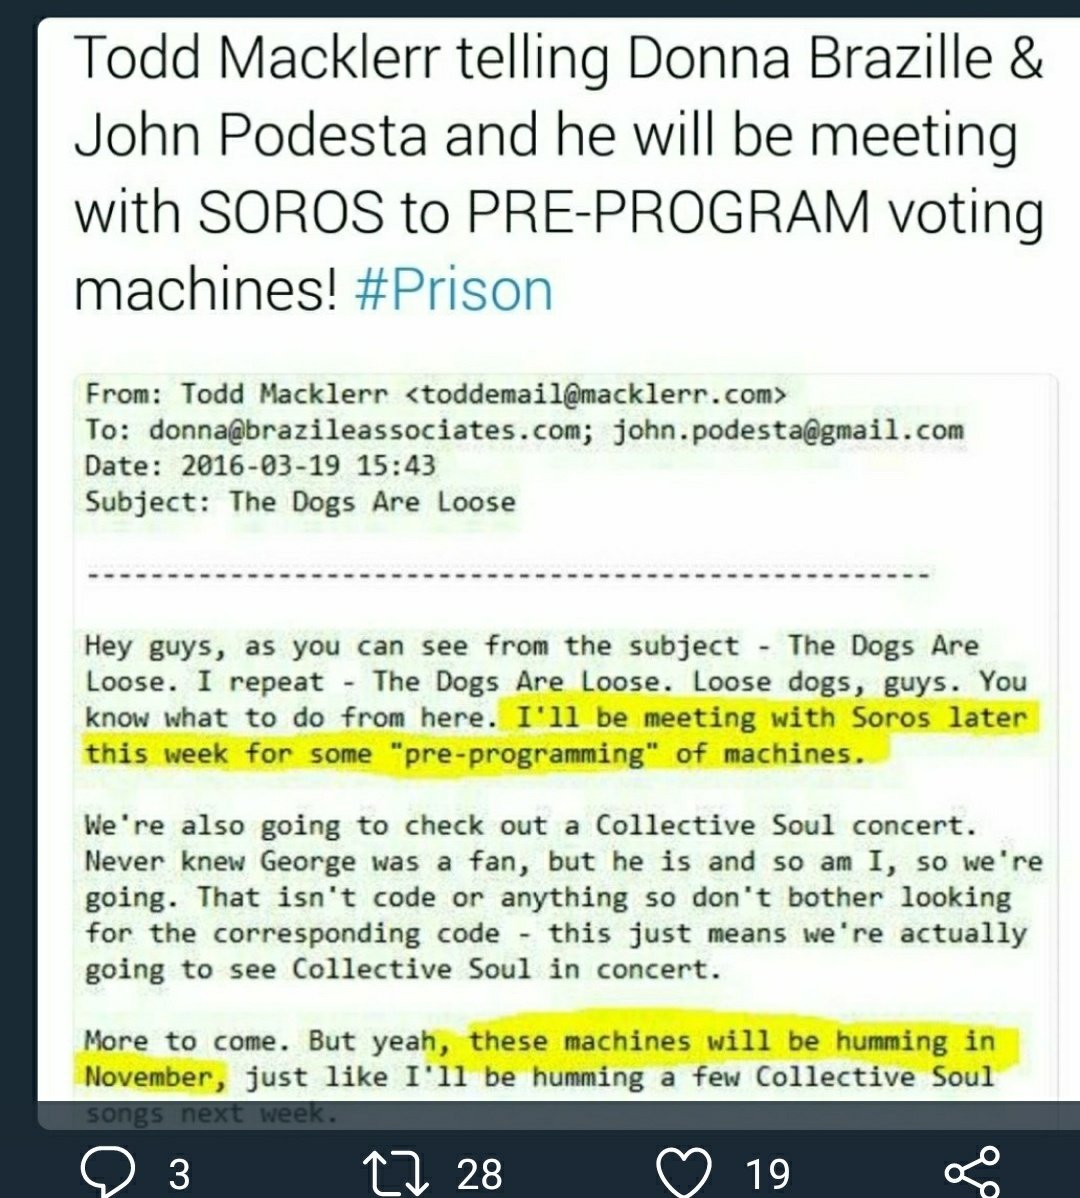 Todd Macklerr telling Donna Brazille &
John Podesta and he will be meeting
with SOROS to PRE-PROGRAM voting
machines! #Prison
From: Todd Macklerr <toddemail@macklerr.com>
To: donna@brazileassociates.com; john.podesta@gmail.com
Date: 2016-03-19 15:43
Subject: The Dogs Are Loose
-----------------------------------------------------
Hey guys, as you can see from the subject - The Dogs Are
Loose. I repeat - The Dogs Are Loose. Loose dogs, guys. You
know what to do from here. I'll be meeting with Soros later
this week for some "pre-programming" of machines.
We're also going to check out a Collective Soul concert.
Never knew George was a fan, but he is and so am I, so we're
going. That isn't code or anything so don't bother looking
for the corresponding code - this just means we're actually
going to see Collective Soul in concert.
More to come. But yeah, these machines will be humming in
November, just like I'll be humming a few Collective Soul
songs next week.
3 28 19